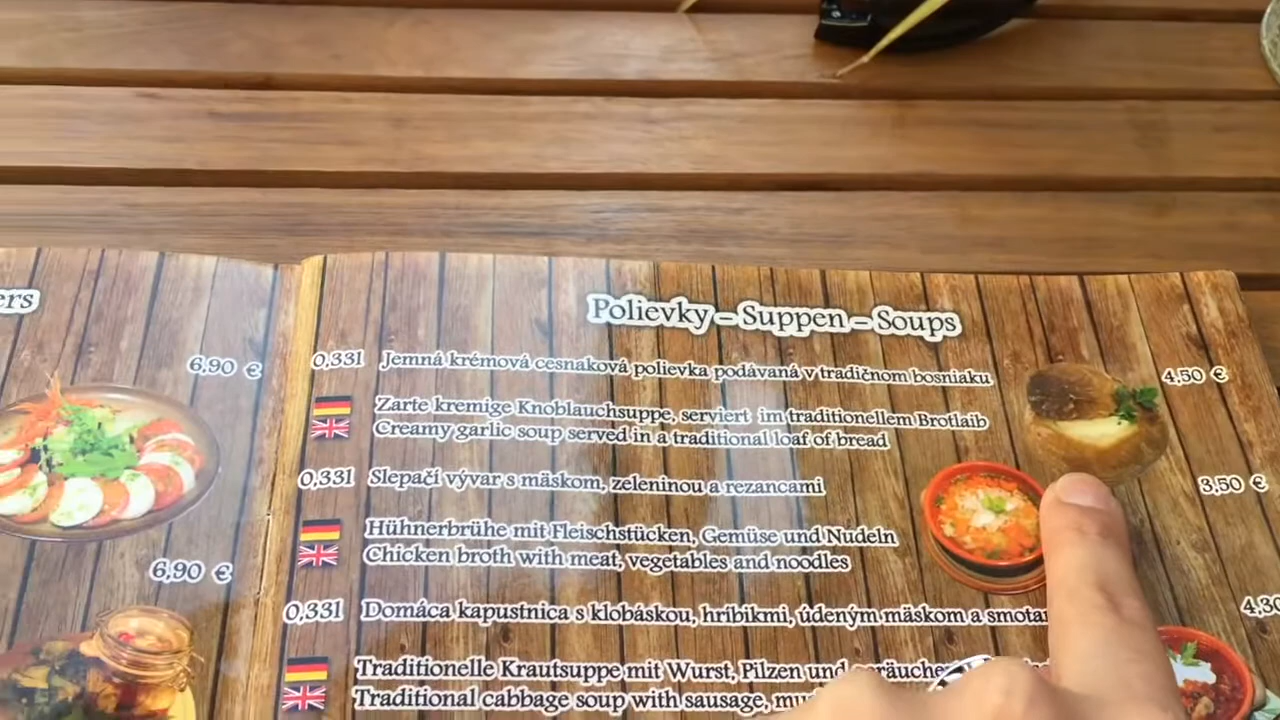 ers
6,90 €
6,90 €
Polievky – Suppen – Soups
0,33l Jemná krémová cesnaková polievka podávaná v tradičnom bosniaku 4,50 €
Zarte kremige Knoblauchsuppe, serviert im traditionellem Brotlaib
Creamy garlic soup served in a traditional loaf of bread
0,33l Slepačí vývar s mäskom, zeleninou a rezancami 3,50 €
Hühnerbrühe mit Fleischstücken, Gemüse und Nudeln
Chicken broth with meat, vegetables and noodles
0,33l Domáca kapustnica s klobáskou, hríbikmi, údeným mäskom a smotan 4,30
Traditionelle Krautsuppe mit Wurst, Pilzen und
Traditional cabbage soup with sausage,